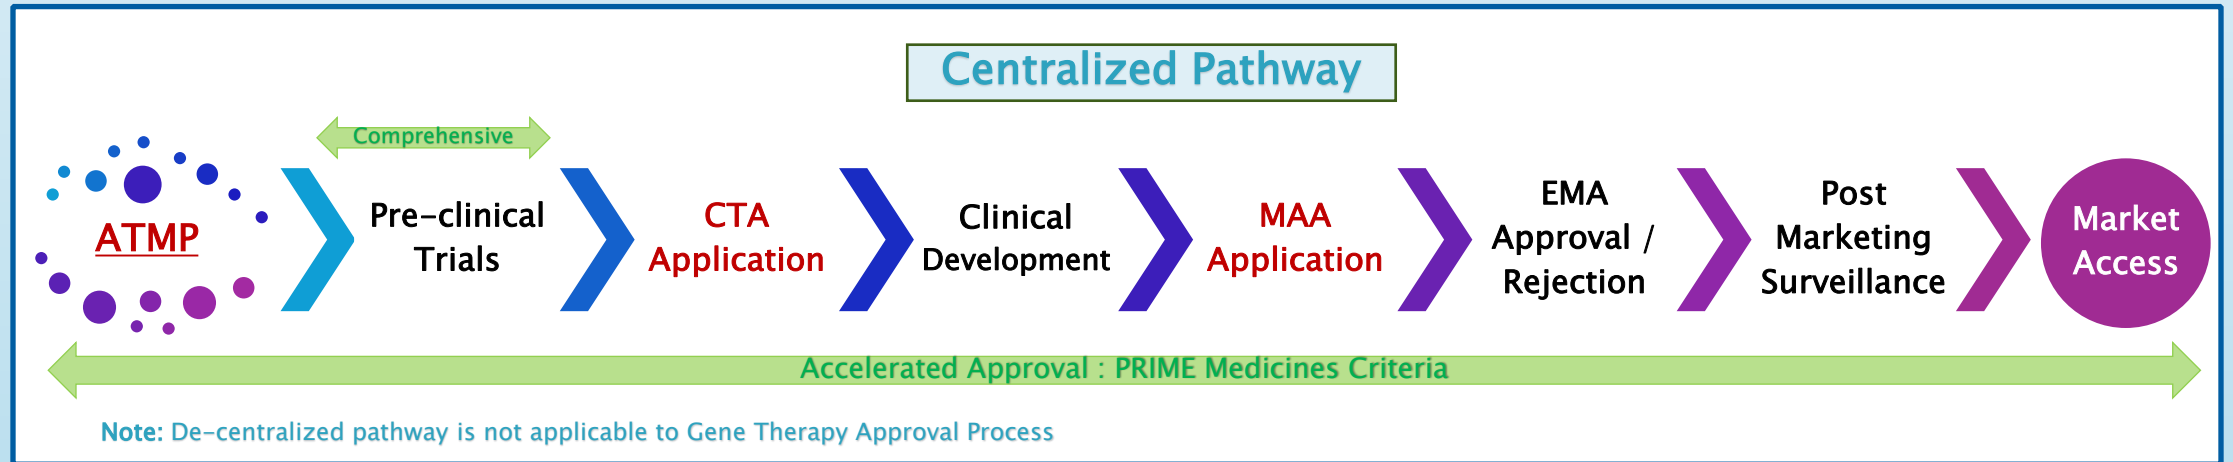 Centralized Pathway
Comprehensive
ATMP
Pre-clinical
Trials
CTA
Application
Clinical
Development
MAA
Application
EMA
Approval /
Rejection
Post
Marketing
Surveillance
Market
Access
Accelerated Approval : PRIME Medicines Criteria
Note: De-centralized pathway is not applicable to Gene Therapy Approval Process